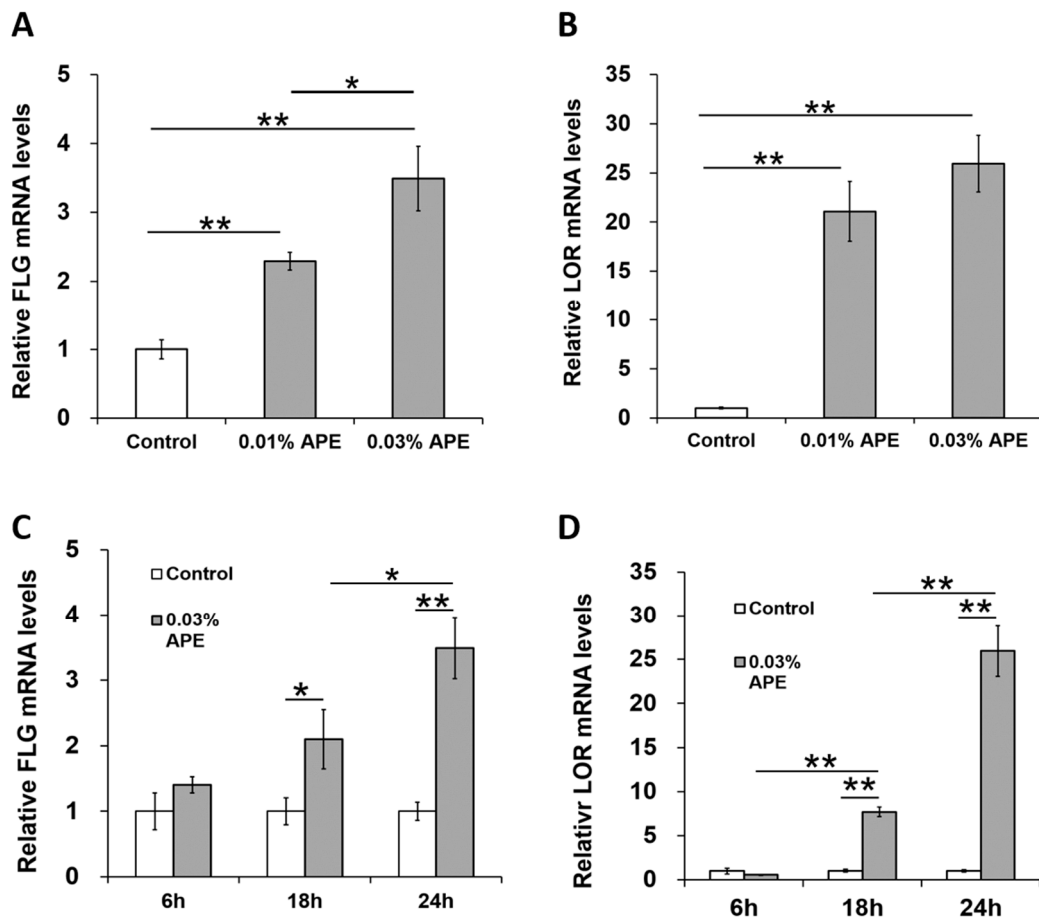 A
Relative FLG mRNA levels
5
4
3
2
1
0
*
**
**
Control 0.01% APE 0.03% APE
B
Relative LOR mRNA levels
35
30
25
20
15
10
5
0
**
**
Control 0.01% APE 0.03% APE
C
Relative FLG mRNA levels
5
4
3
2
1
0
Control
0.03%
APE
*
**
*
6h 18h 24h
D
Relativr LOR mRNA levels
35
30
25
20
15
10
5
0
Control
0.03%
APE
**
**
**
**
6h 18h 24h